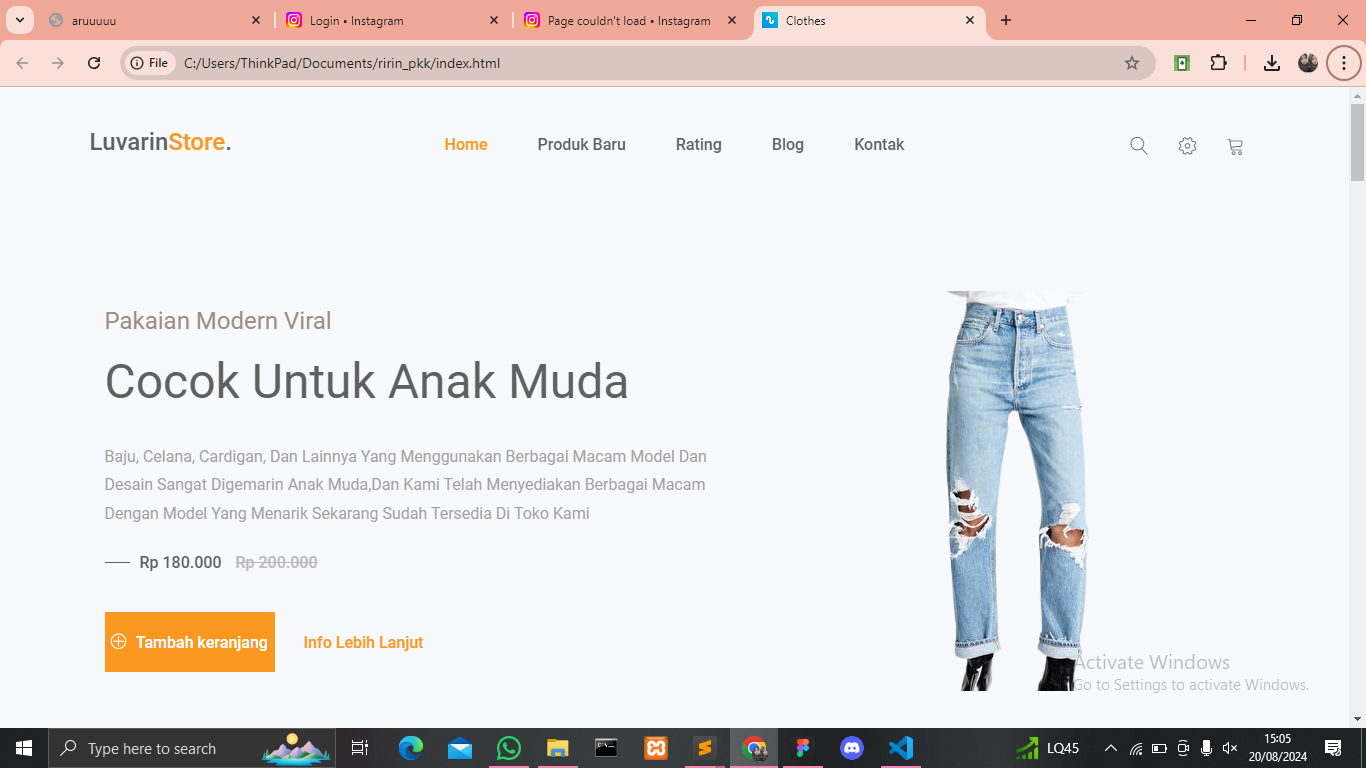 aruuuuu
Login • Instagram
Page couldn't load • Instagram
Clothes
File
C:/Users/ThinkPad/Documents/ririn_pkk/index.html
LuvarinStore.
Home
Produk Baru
Rating
Blog
Kontak
Pakaian Modern Viral
Cocok Untuk Anak Muda
Baju, Celana, Cardigan, Dan Lainnya Yang Menggunakan Berbagai Macam Model Dan
Desain Sangat Digemarin Anak Muda,Dan Kami Telah Menyediakan Berbagai Macam
Dengan Model Yang Menarik Sekarang Sudah Tersedia Di Toko Kami
Rp 180.000 Rp 200.000
Tambah keranjang
Info Lebih Lanjut
Activate Windows
Go to Settings to activate Windows.
Type here to search
LQ45
15:05
20/08/2024